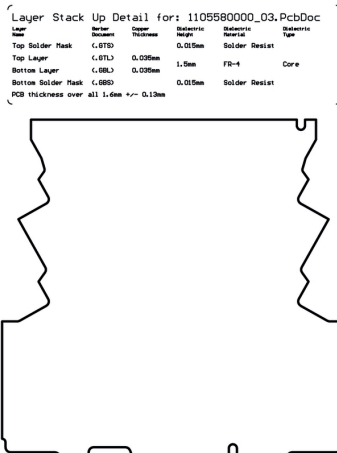 Layer Stack Up Detail for: 1105580000_03.PcbDoc
Layer Name Gerber Document Copper Thickness Dielectric Height Dielectric Material Dielectric Type
Top Solder Mask (.GTS) 0.015mm Solder Resist
Top Layer (.GTL) 0.035mm
1.5mm FR-4 Core
Bottom Layer (.GBL) 0.035mm
Bottom Solder Mask (.GBS) 0.015mm Solder Resist
PCB thickness over all 1.6mm +/- 0.13mm